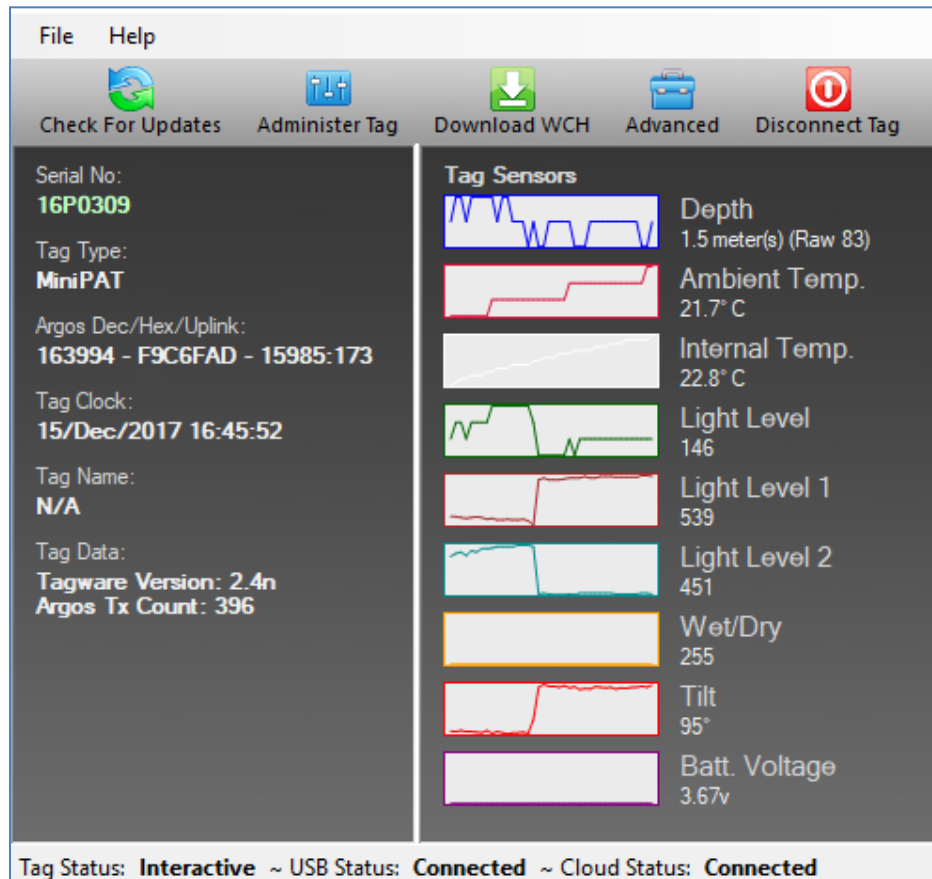 File Help
Check For Updates Administer Tag Download WCH Advanced Disconnect Tag
Serial No:
16P0309
Tag Type:
MiniPAT
Argos Dec/Hex/Uplink:
163994 - F9C6FAD - 15985:173
Tag Clock:
15/Dec/2017 16:45:52
Tag Name:
N/A
Tag Data:
Tagware Version: 2.4n
Argos Tx Count: 396
Tag Sensors
Depth
1.5 meter(s) (Raw 83)
Ambient Temp.
21.7° C
Internal Temp.
22.8° C
Light Level
146
Light Level 1
539
Light Level 2
451
Wet/Dry
255
Tilt
95°
Batt. Voltage
3.67v
Tag Status: Interactive ~ USB Status: Connected ~ Cloud Status: Connected